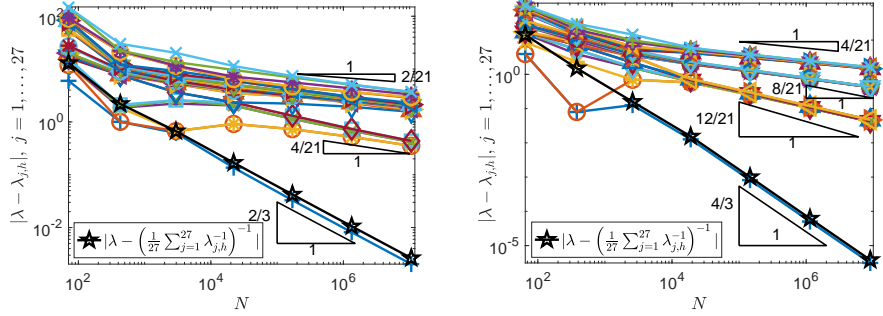 |λ − λ_{j,h}|, j = 1, . . . , 27
10^2
10^0
10^{-2}
1
2/21
4/21
1
2/3
1
|λ − (1/27 ∑_{j=1}^{27} λ_{j,h}^{-1})^{-1}|
10^2 10^4 10^6
N
|λ − λ_{j,h}|, j = 1, . . . , 27
10^0
10^{-5}
1
4/21
8/21
1
12/21
1
4/3
1
|λ − (1/27 ∑_{j=1}^{27} λ_{j,h}^{-1})^{-1}|
10^2 10^4 10^6
N